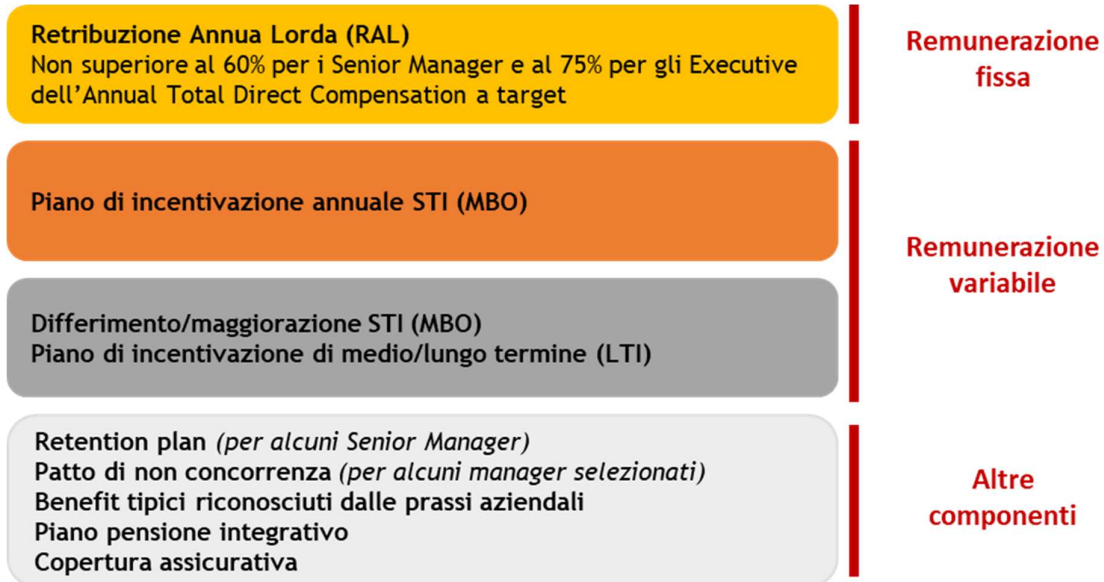 Retribuzione Annua Lorda (RAL)
Non superiore al 60% per i Senior Manager e al 75% per gli Executive
dell'Annual Total Direct Compensation a target
Remunerazione
fissa
Piano di incentivazione annuale STI (MBO)
Differimento/maggiorazione STI (MBO)
Piano di incentivazione di medio/lungo termine (LTI)
Remunerazione
variabile
Retention plan (per alcuni Senior Manager)
Patto di non concorrenza (per alcuni manager selezionati)
Benefit tipici riconosciuti dalle prassi aziendali
Piano pensione integrativo
Copertura assicurativa
Altre
componenti